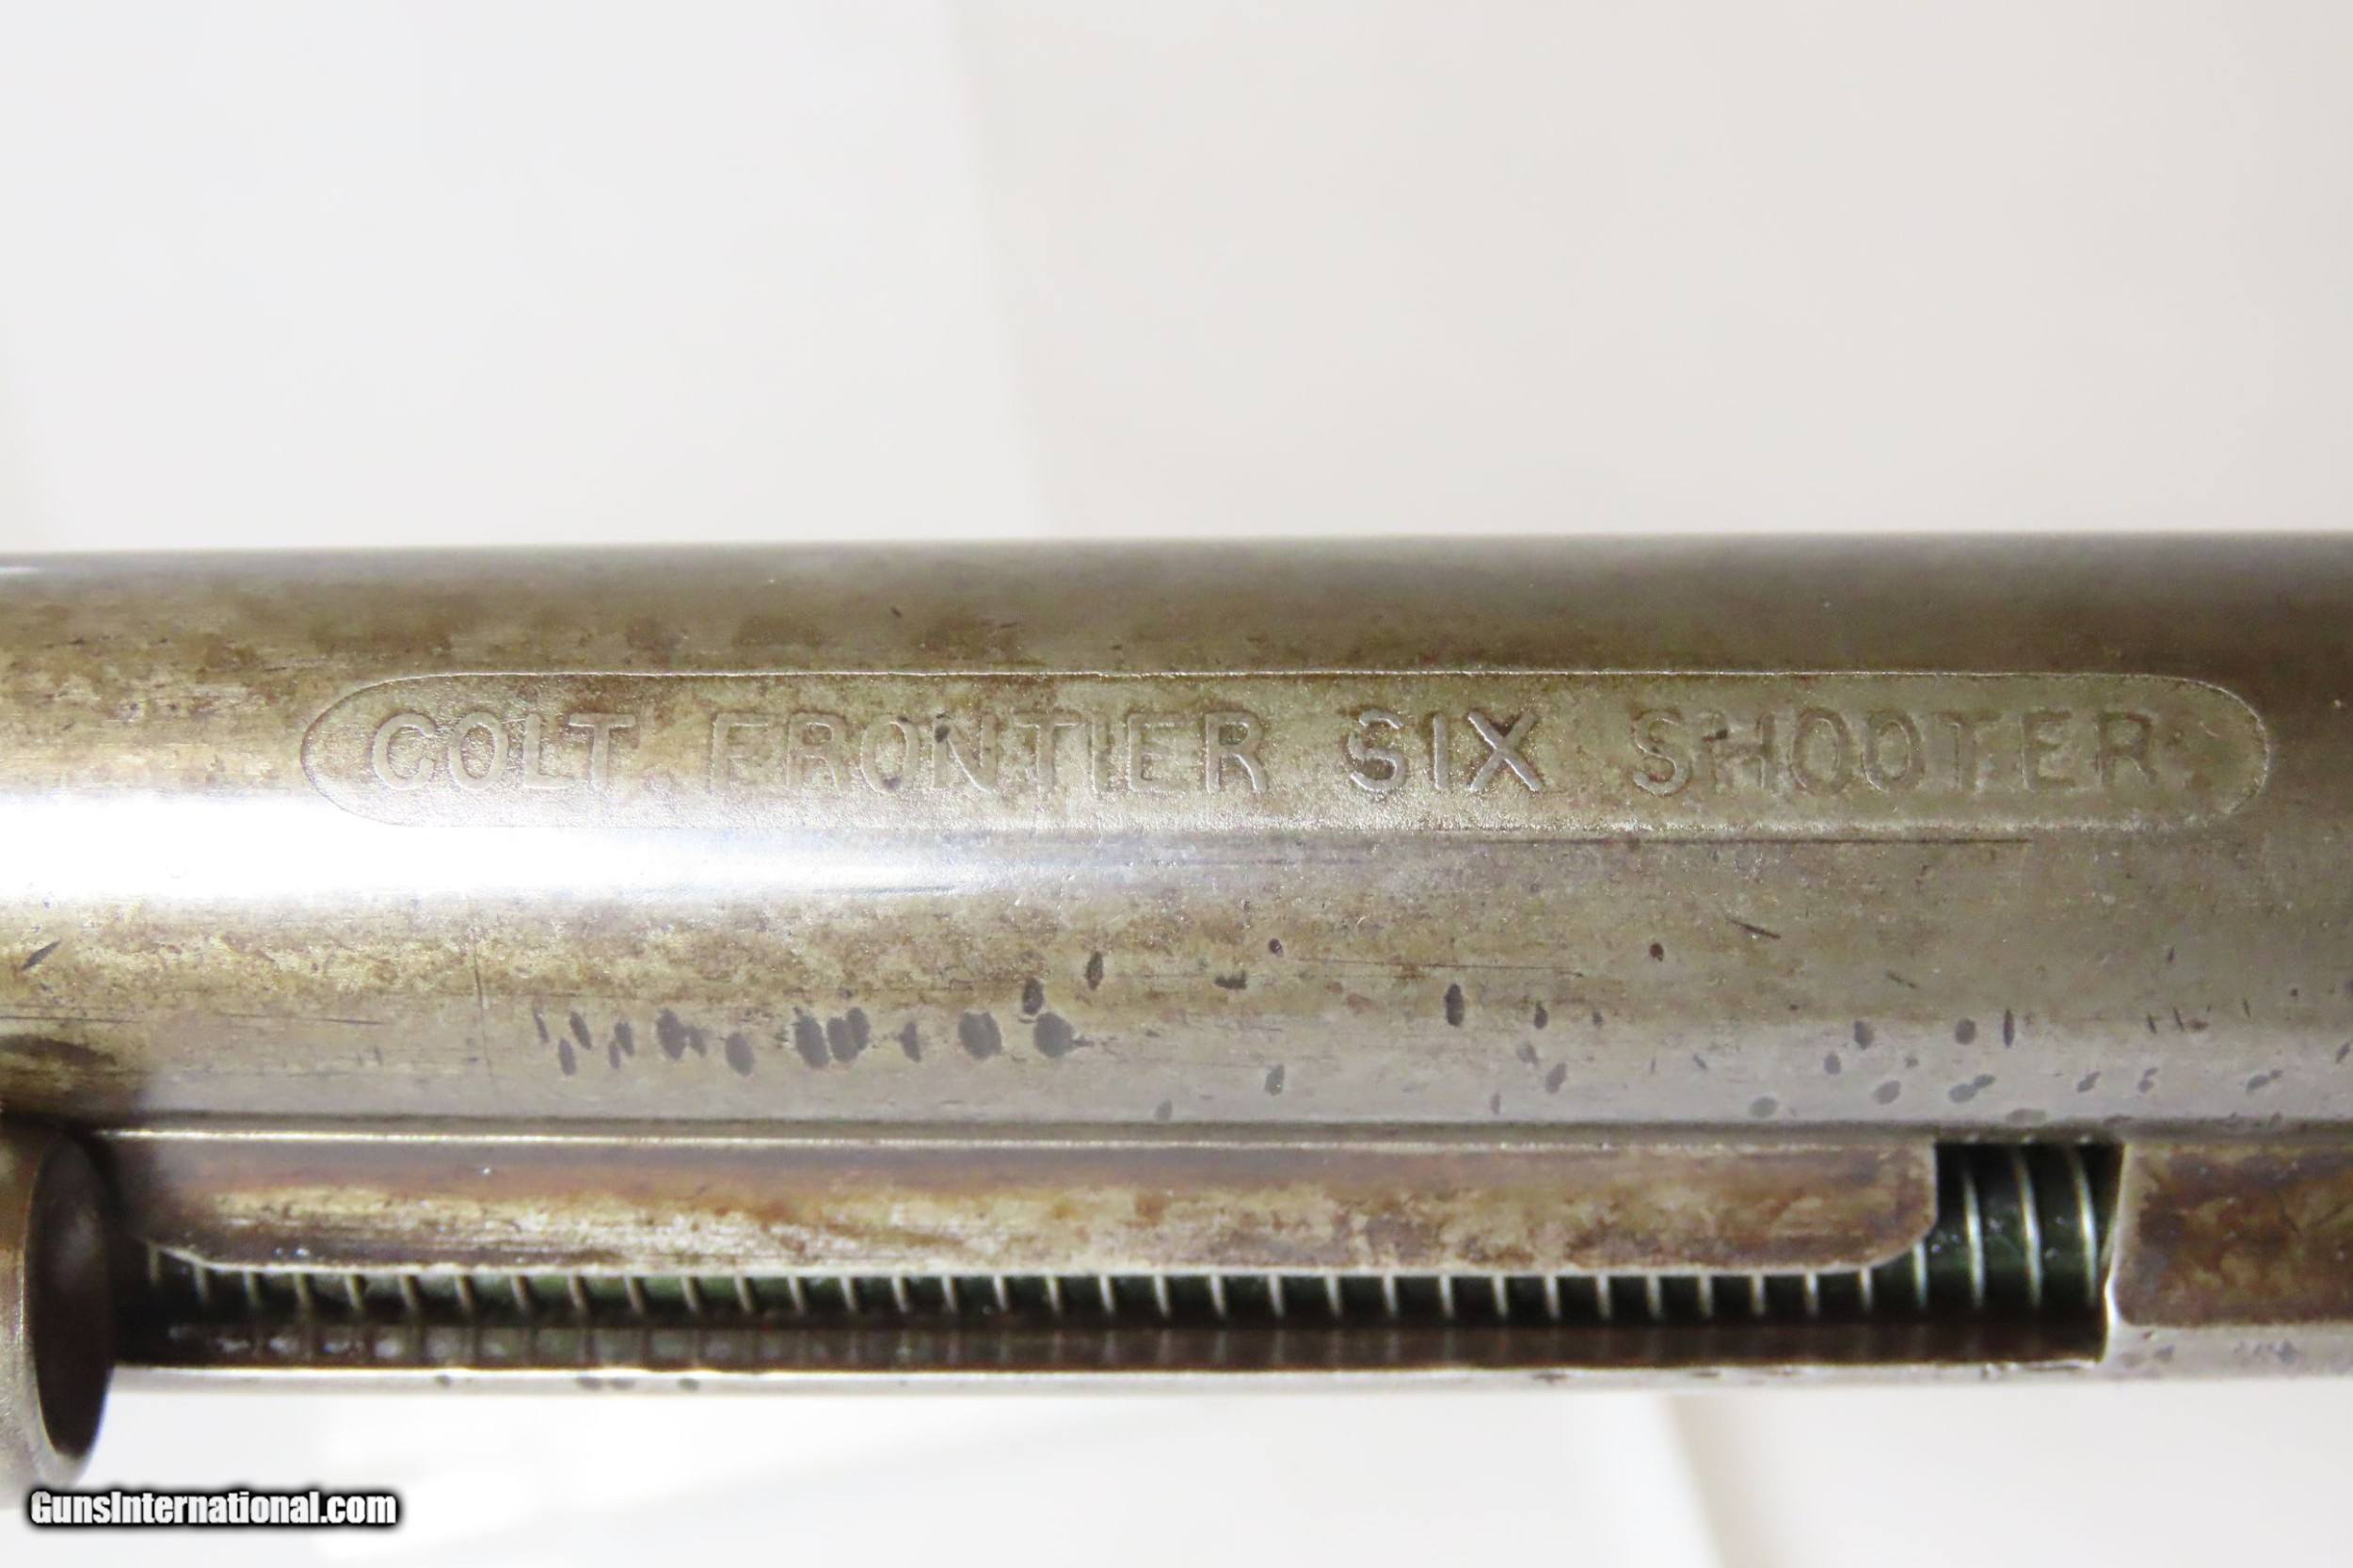 COLT FRONTIER SIX SHOOTER
GunsInternational.com